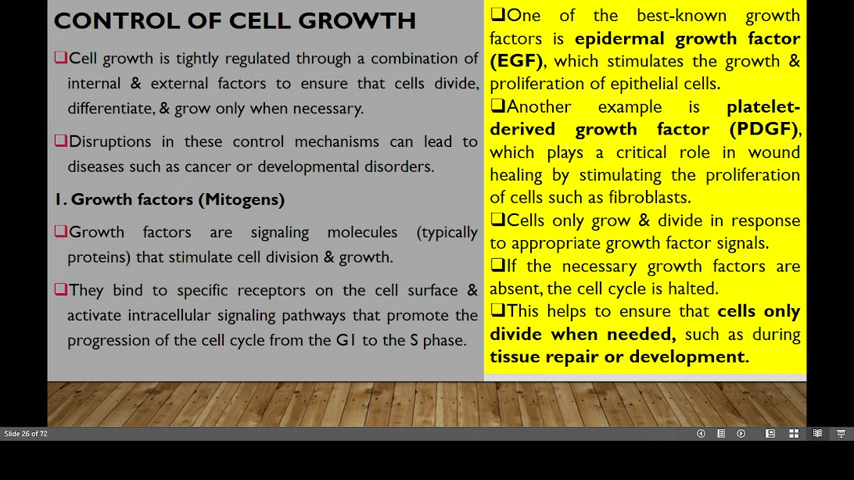 CONTROL OF CELL GROWTH
❑Cell growth is tightly regulated through a combination of
internal & external factors to ensure that cells divide,
differentiate, & grow only when necessary.
❑Disruptions in these control mechanisms can lead to
diseases such as cancer or developmental disorders.
1. Growth factors (Mitogens)
❑Growth factors are signaling molecules (typically
proteins) that stimulate cell division & growth.
❑They bind to specific receptors on the cell surface &
activate intracellular signaling pathways that promote the
progression of the cell cycle from the G1 to the S phase.
❑One of the best-known growth
factors is epidermal growth factor
(EGF), which stimulates the growth &
proliferation of epithelial cells.
❑Another example is platelet-
derived growth factor (PDGF),
which plays a critical role in wound
healing by stimulating the proliferation
of cells such as fibroblasts.
❑Cells only grow & divide in response
to appropriate growth factor signals.
❑If the necessary growth factors are
absent, the cell cycle is halted.
❑This helps to ensure that cells only
divide when needed, such as during
tissue repair or development.
Slide 26 of 72